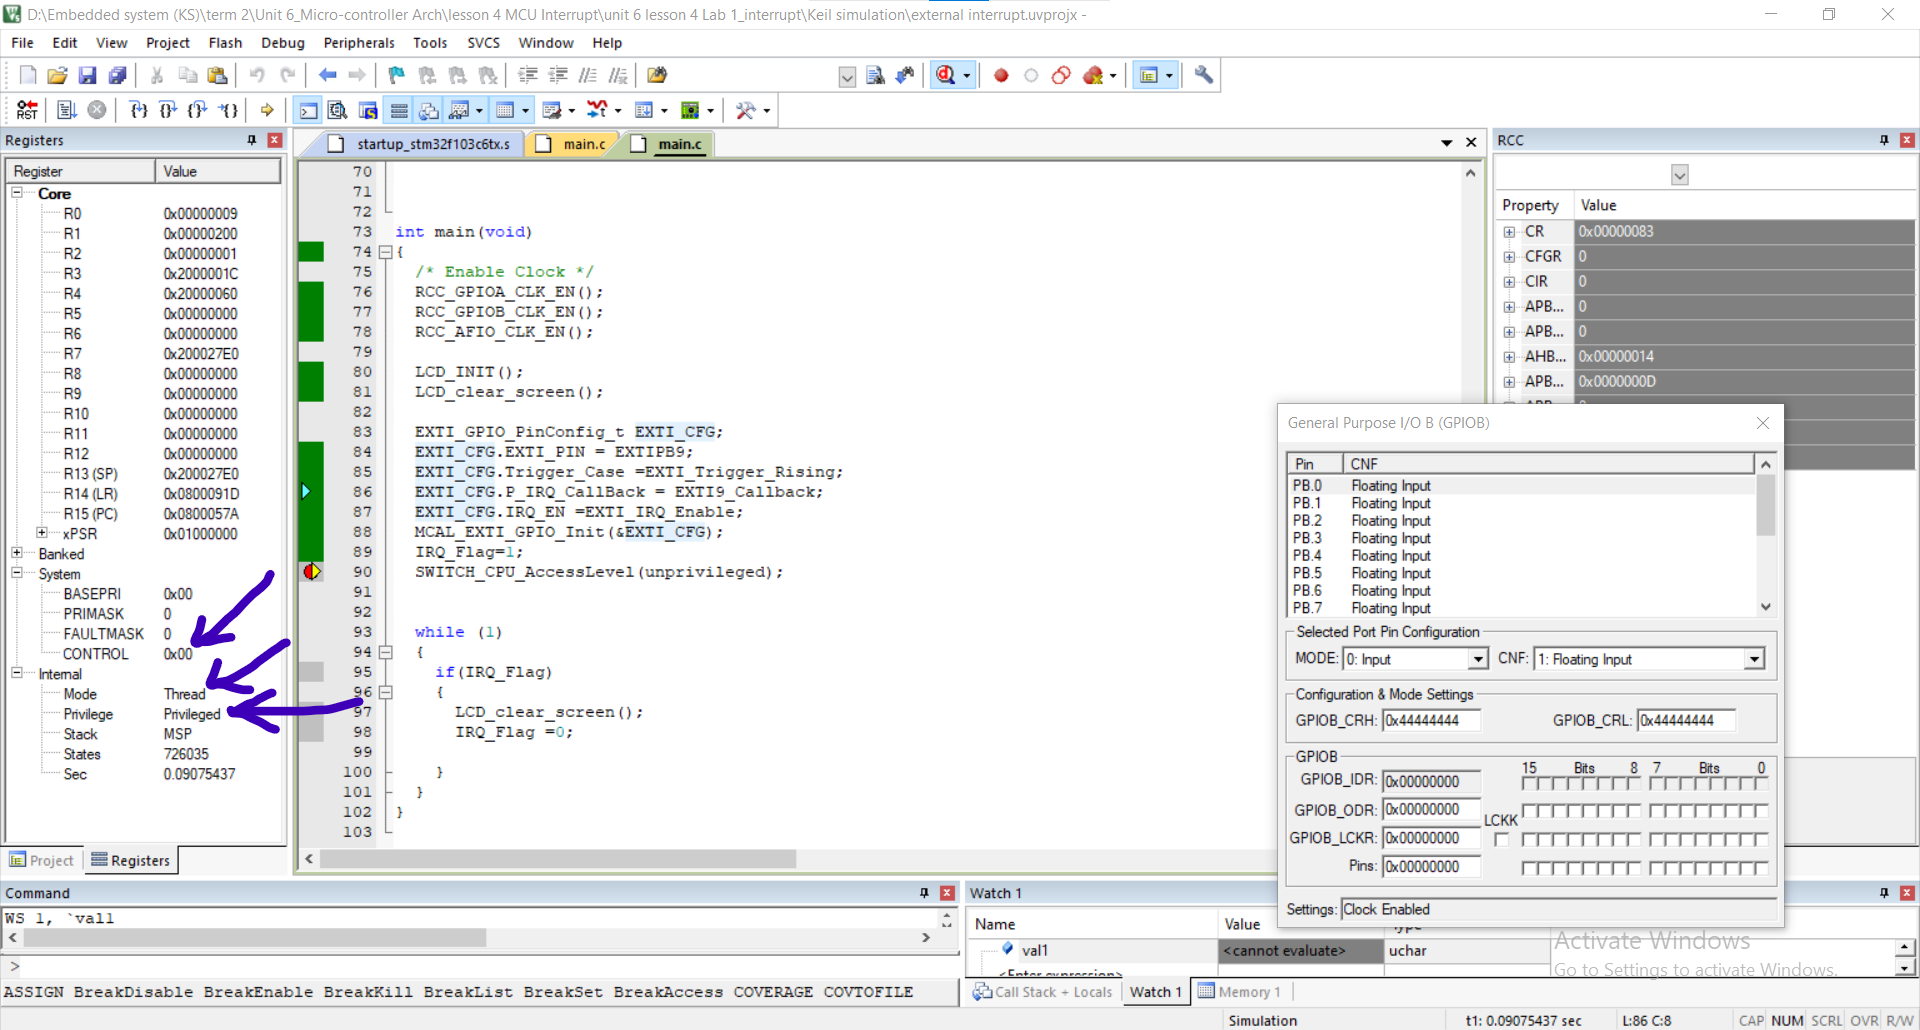 D:\Embedded system (KS)\term 2\Unit 6_Micro-controller Arch\lesson 4 MCU Interrupt\unit 6 lesson 4 Lab 1_interrupt\Keil simulation\external interrupt.uvprojx -
File Edit View Project Flash Debug Peripherals Tools SVCS Window Help
RST
Registers
Register Value
Core
R0 0x00000009
R1 0x00000200
R2 0x00000001
R3 0x2000001C
R4 0x20000060
R5 0x00000000
R6 0x00000000
R7 0x200027E0
R8 0x00000000
R9 0x00000000
R10 0x00000000
R11 0x00000000
R12 0x00000000
R13 (SP) 0x200027E0
R14 (LR) 0x0800091D
R15 (PC) 0x0800057A
xPSR 0x01000000
Banked
System
BASEPRI 0x00
PRIMASK 0
FAULTMASK 0
CONTROL 0x00
Internal
Mode Thread
Privilege Privileged
Stack MSP
States 726035
Sec 0.09075437
Project Registers
startup_stm32f103c6tx.s main.c main.c
70
71
72
73 int main(void)
74 {
75 /* Enable Clock */
76 RCC_GPIOA_CLK_EN();
77 RCC_GPIOB_CLK_EN();
78 RCC_AFIO_CLK_EN();
79
80 LCD_INIT();
81 LCD_clear_screen();
82
83 EXTI_GPIO_PinConfig_t EXTI_CFG;
84 EXTI_CFG.EXTI_PIN = EXTIPB9;
85 EXTI_CFG.Trigger_Case =EXTI_Trigger_Rising;
86 EXTI_CFG.P_IRQ_CallBack = EXTI9_Callback;
87 EXTI_CFG.IRQ_EN =EXTI_IRQ_Enable;
88 MCAL_EXTI_GPIO_Init(&EXTI_CFG);
89 IRQ_Flag=1;
90 SWITCH_CPU_AccessLevel(unprivileged);
91
92
93 while (1)
94 {
95 if(IRQ_Flag)
96 {
97 LCD_clear_screen();
98 IRQ_Flag =0;
99
100 }
101 }
102 }
103
RCC
Property Value
CR 0x00000083
CFGR 0
CIR 0
APB... 0
APB... 0
AHB... 0x00000014
APB... 0x0000000D
General Purpose I/O B (GPIOB)
Pin CNF
PB.0 Floating Input
PB.1 Floating Input
PB.2 Floating Input
PB.3 Floating Input
PB.4 Floating Input
PB.5 Floating Input
PB.6 Floating Input
PB.7 Floating Input
Selected Port Pin Configuration
MODE: 0: Input CNF: 1: Floating Input
Configuration & Mode Settings
GPIOB_CRH: 0x44444444 GPIOB_CRL: 0x44444444
GPIOB
15 Bits 8 7 Bits 0
GPIOB_IDR: 0x00000000
GPIOB_ODR: 0x00000000
LCKK
GPIOB_LCKR: 0x00000000
Pins: 0x00000000
Settings: Clock Enabled
Command
WS 1, `val1
>
ASSIGN BreakDisable BreakEnable BreakKill BreakList BreakSet BreakAccess COVERAGE COVTOFILE
Watch 1
Name Value Type
val1 <cannot evaluate> uchar
<Enter expression>
Call Stack + Locals Watch 1 Memory 1
Activate Windows
Go to Settings to activate Windows.
Simulation t1: 0.09075437 sec L:86 C:8 CAP NUM SCRL OVR R/W